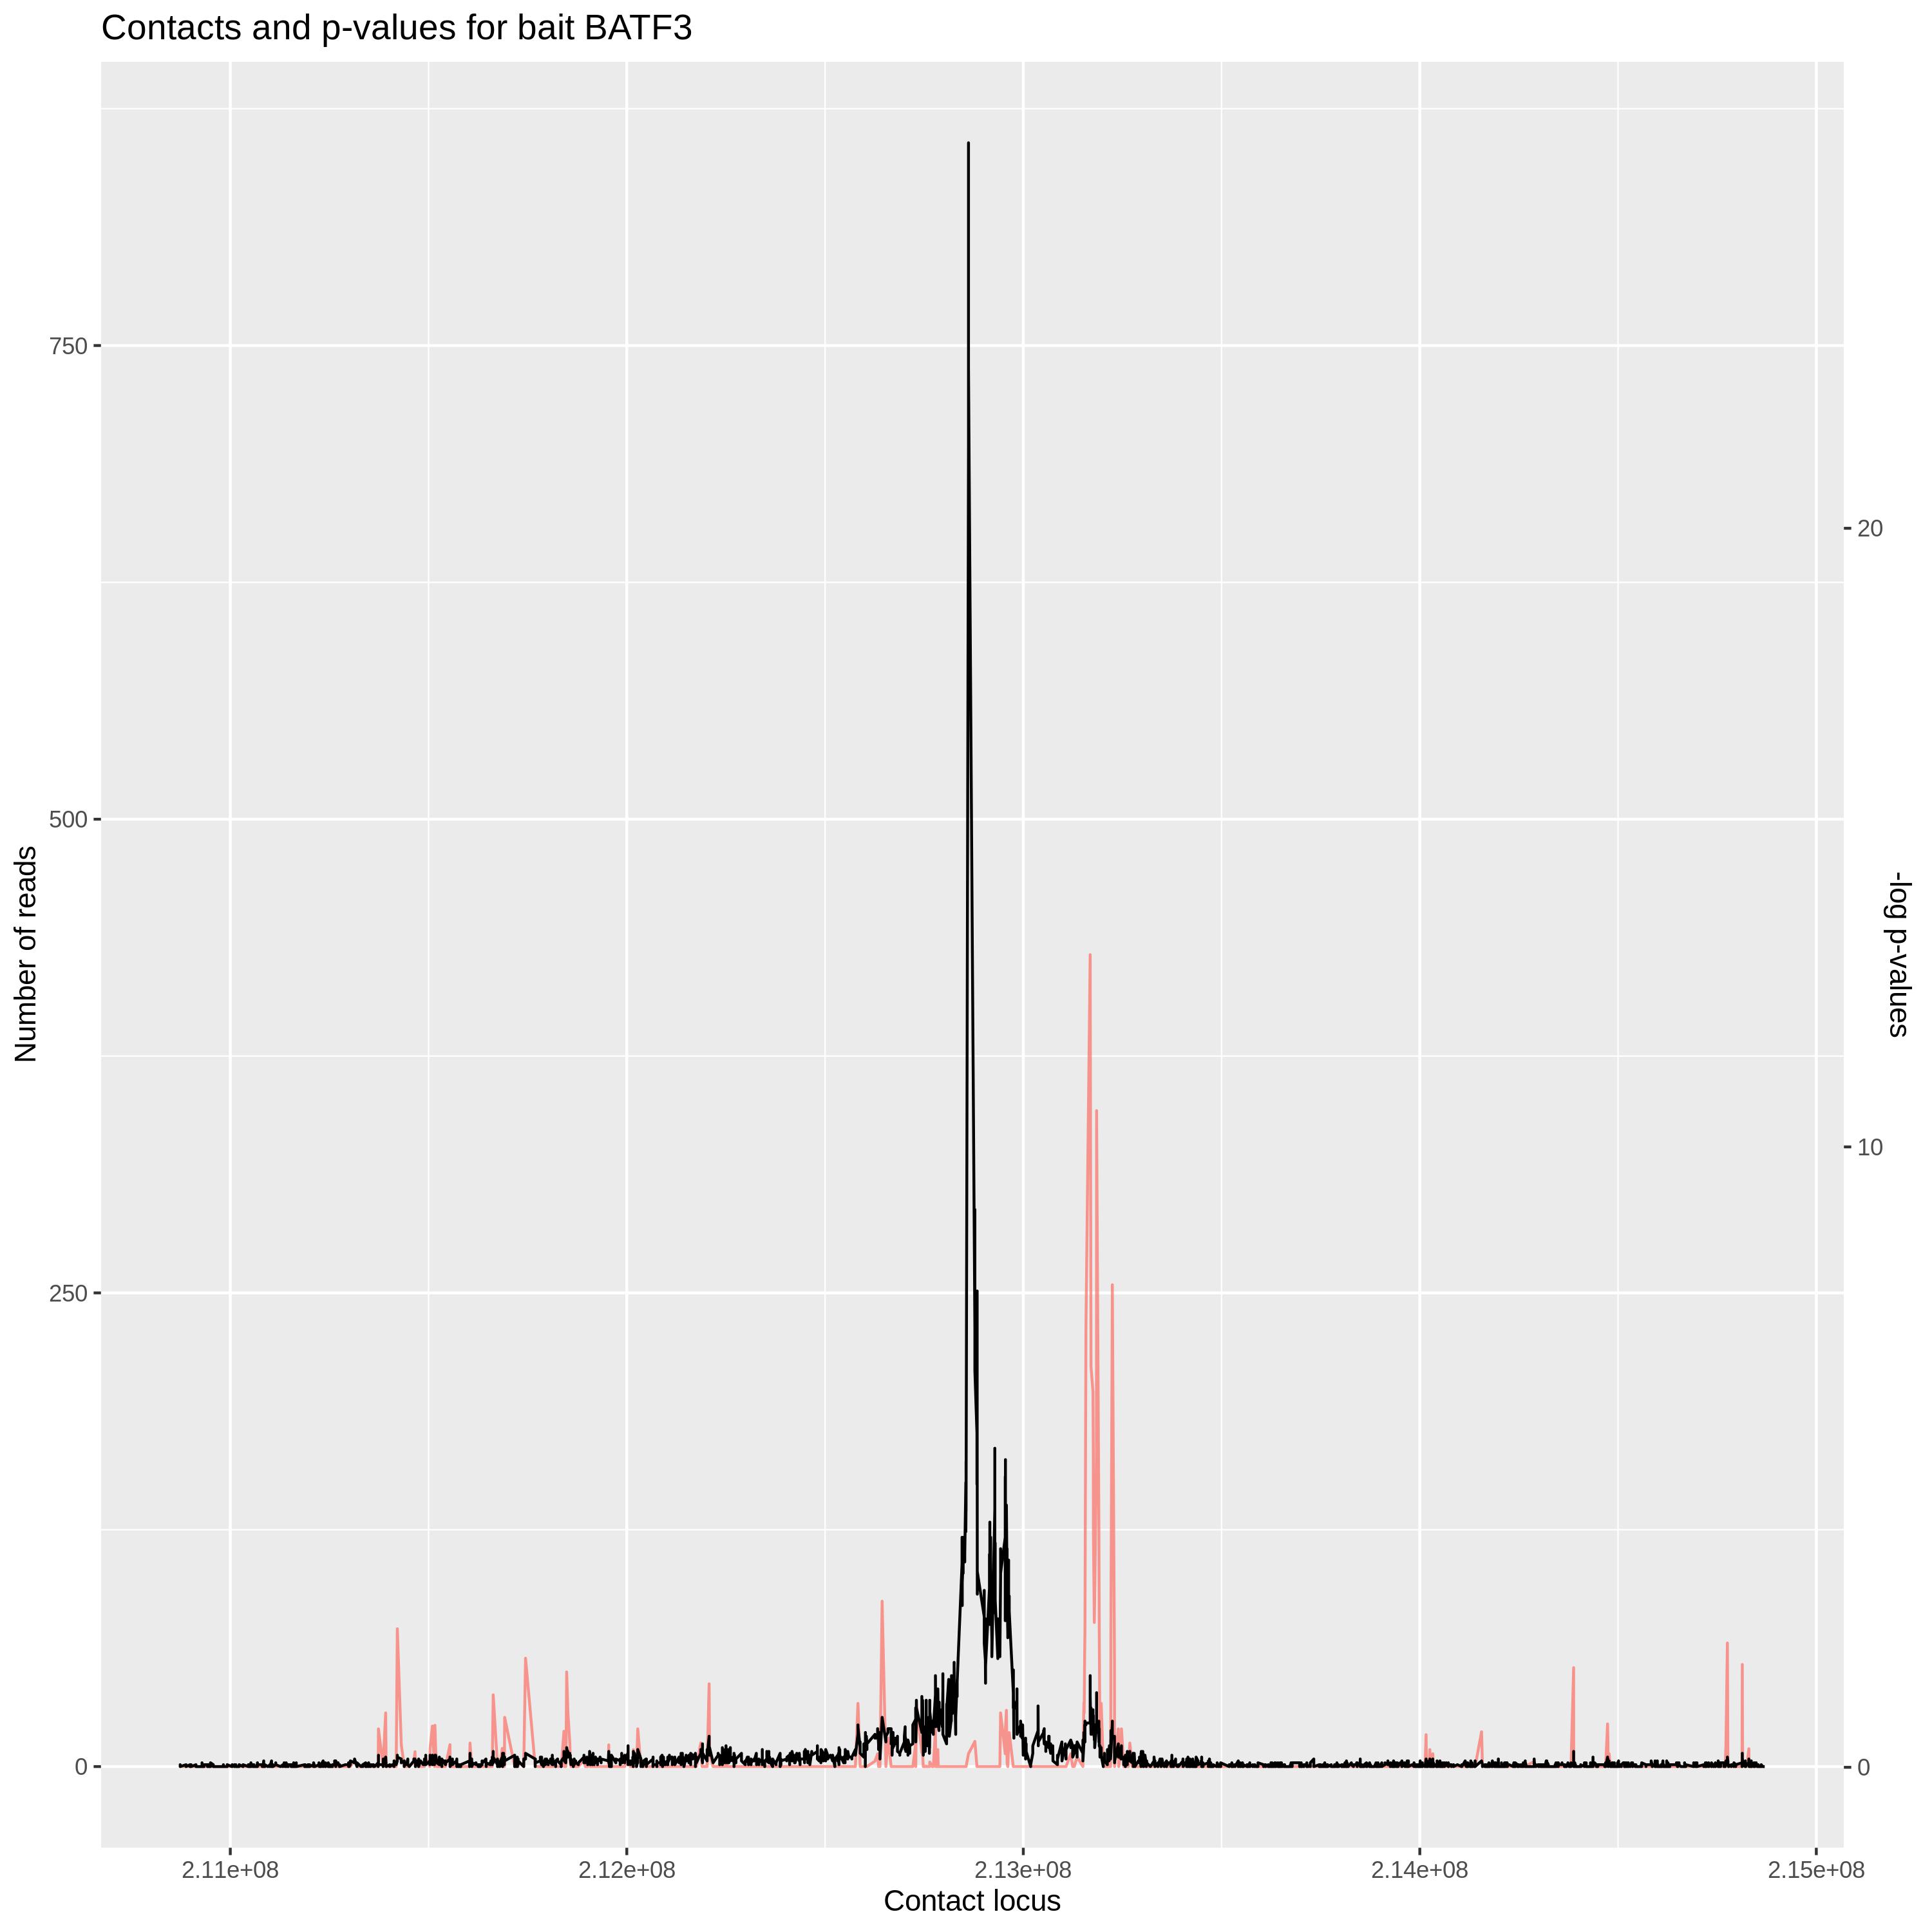 Contacts and p-values for bait BATF3
750
500
250
0
Number of reads
20
10
0
-log p-values
2.11e+08
2.12e+08
2.13e+08
2.14e+08
2.15e+08
Contact locus